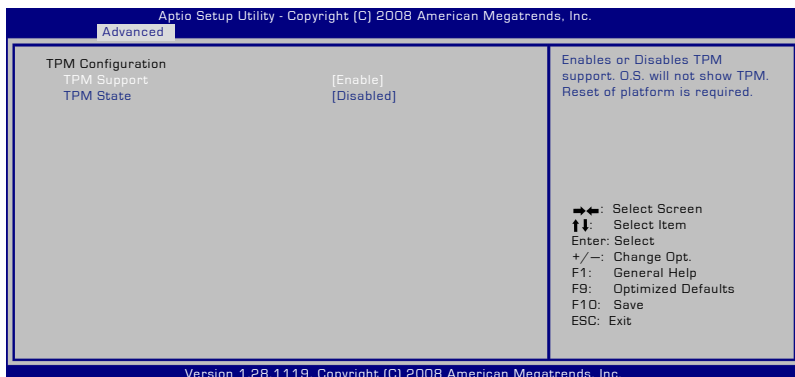 Aptio Setup Utility - Copyright (C) 2008 American Megatrends, Inc.
Advanced
TPM Configuration
TPM Support [Enable]
TPM State [Disabled]
Enables or Disables TPM
support. O.S. will not show TPM.
Reset of platform is required.
→←: Select Screen
↑↓: Select Item
Enter: Select
+/−: Change Opt.
F1: General Help
F9: Optimized Defaults
F10: Save
ESC: Exit
Version 1.28.1119. Copyright (C) 2008 American Megatrends, Inc.